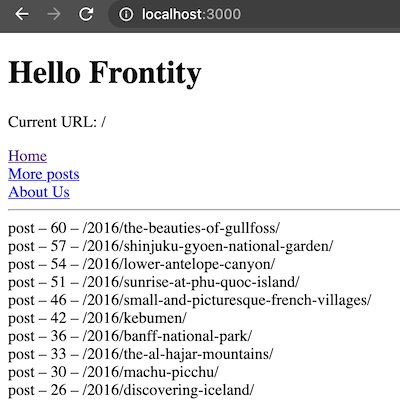 localhost:3000
Hello Frontity
Current URL: /
Home
More posts
About Us
post – 60 – /2016/the-beauties-of-gullfoss/
post – 57 – /2016/shinjuku-gyoen-national-garden/
post – 54 – /2016/lower-antelope-canyon/
post – 51 – /2016/sunrise-at-phu-quoc-island/
post – 46 – /2016/small-and-picturesque-french-villages/
post – 42 – /2016/kebumen/
post – 36 – /2016/banff-national-park/
post – 33 – /2016/the-al-hajar-mountains/
post – 30 – /2016/machu-picchu/
post – 26 – /2016/discovering-iceland/